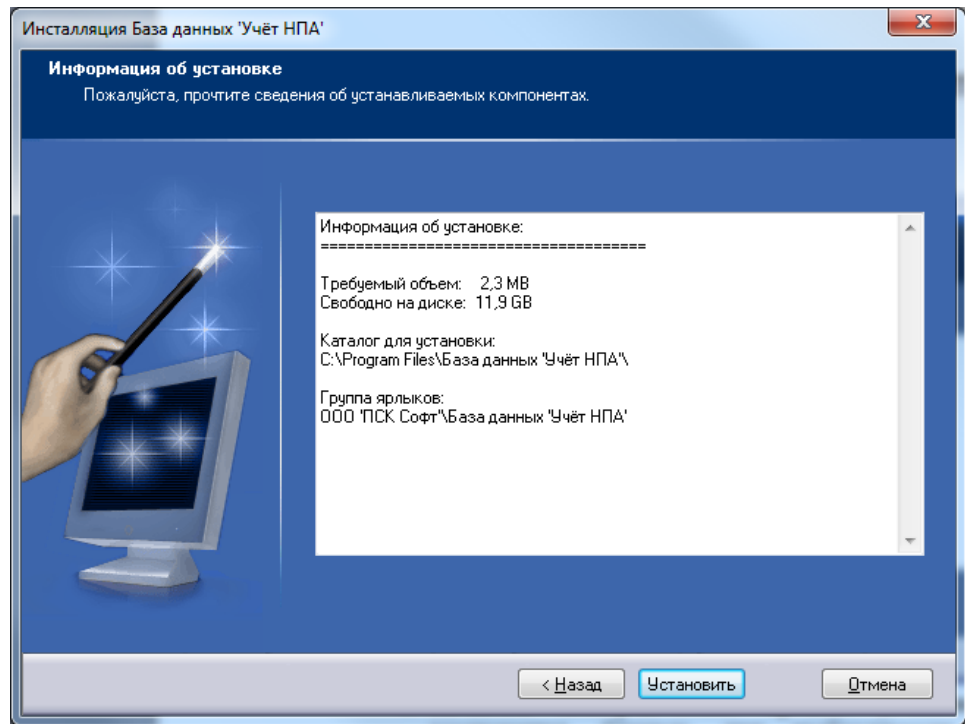 Инсталляция База данных 'Учёт НПА'
Информация об установке
Пожалуйста, прочтите сведения об устанавливаемых компонентах.
Информация об установке:
=====================================
Требуемый объем: 2,3 MB
Свободно на диске: 11,9 GB
Каталог для установки:
C:\Program Files\База данных 'Учёт НПА'\
Группа ярлыков:
ООО 'ПСК Софт'\База данных 'Учёт НПА'
< Назад
Установить
Отмена